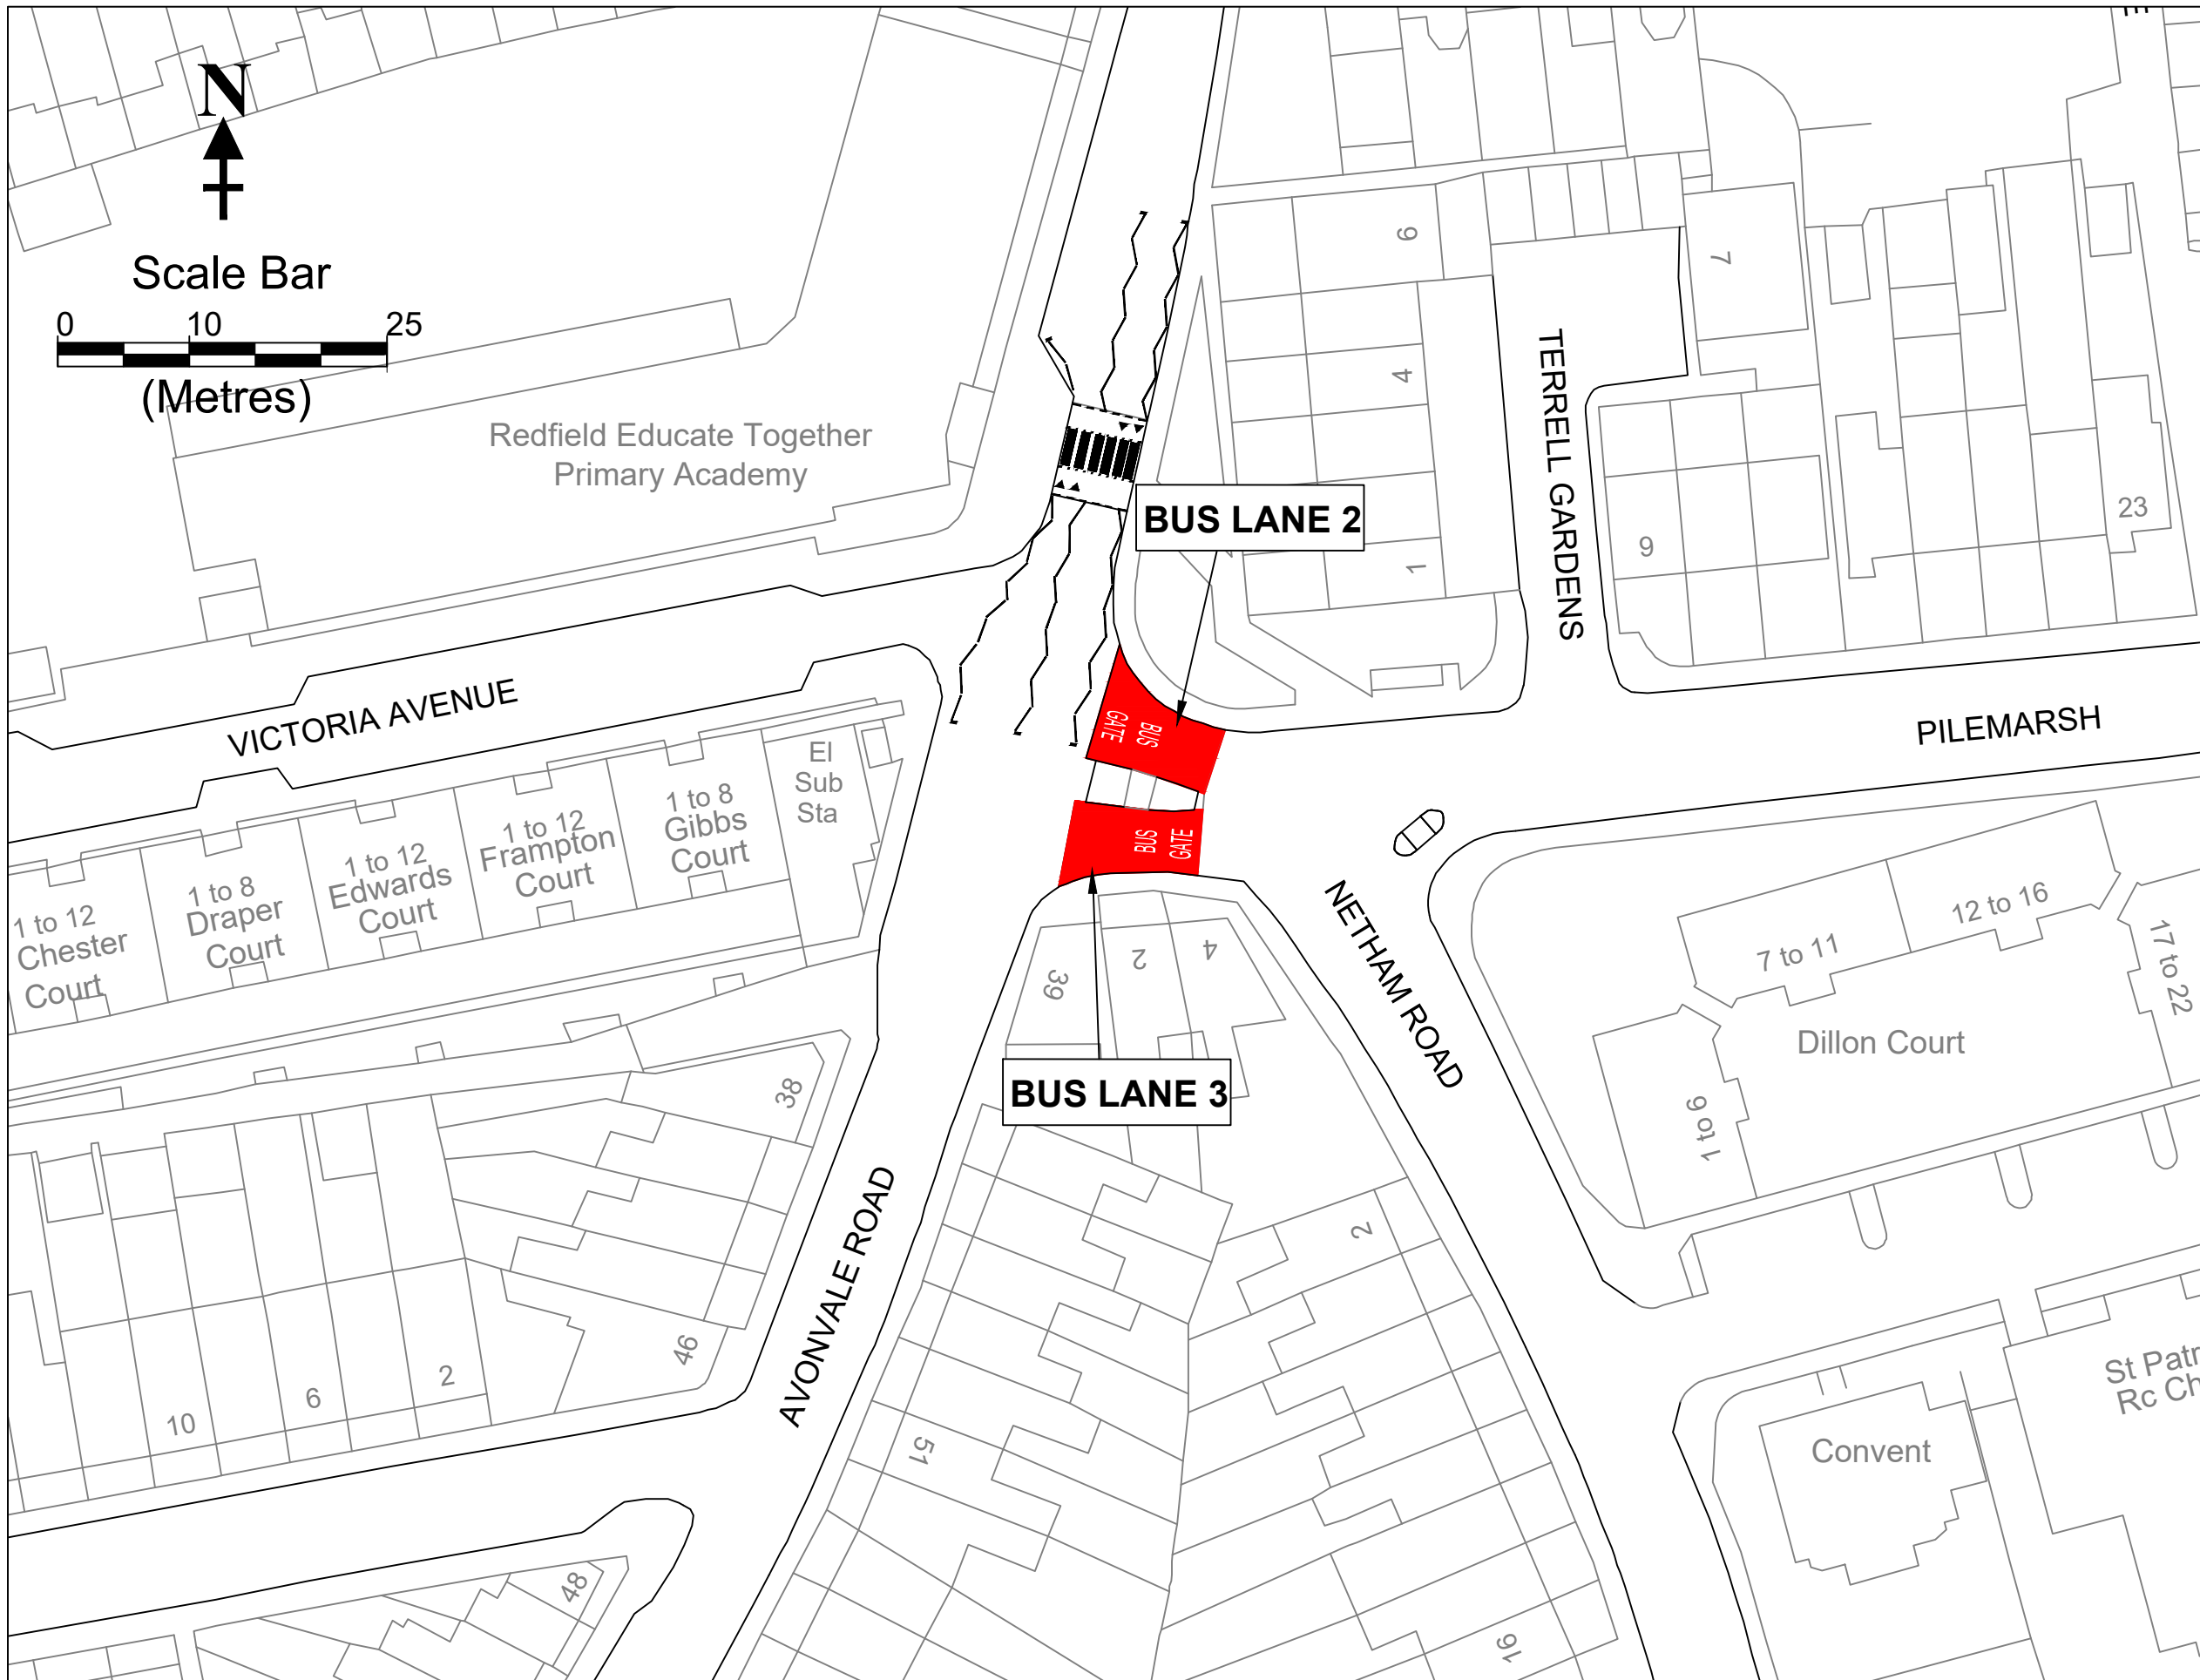 N
Scale Bar
0 10 25
(Metres)
Redfield Educate Together
Primary Academy
6
4
1
7
9
23
TERRELL GARDENS
BUS LANE 2
VICTORIA AVENUE
PILEMARSH
BUS
GATE
BUS
GATE
El
Sub
Sta
1 to 8
Gibbs
Court
1 to 12
Frampton
Court
1 to 12
Edwards
Court
1 to 8
Draper
Court
1 to 12
Chester
Court
39
2
4
NETHAM ROAD
7 to 11
12 to 16
17 to 22
Dillon Court
1 to 6
BUS LANE 3
38
46
AVONVALE ROAD
10
6
2
51
2
48
16
Convent
St Patr
Rc Ch